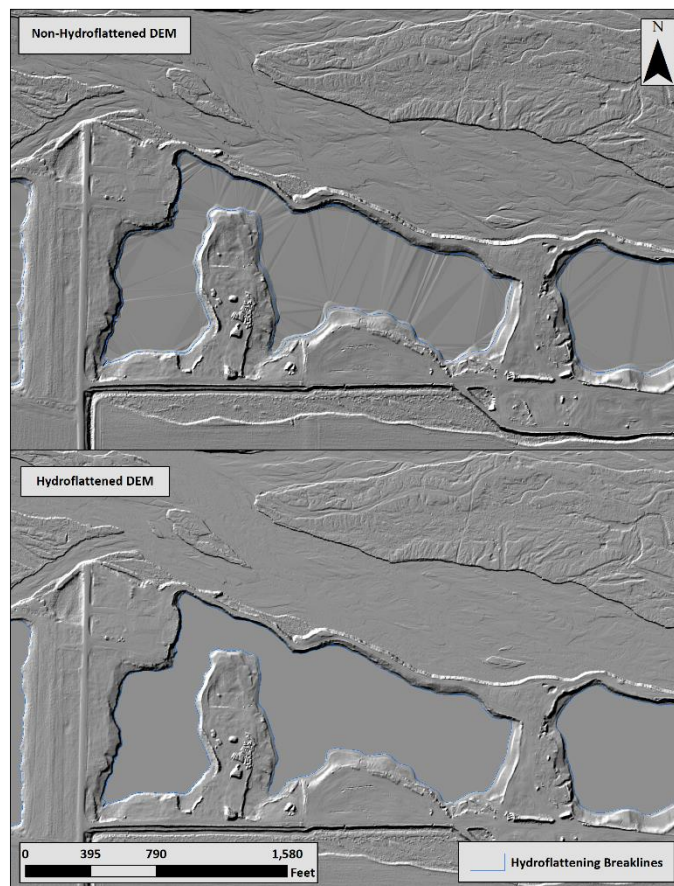 Non-Hydroflattened DEM
N
Hydroflattened DEM
0 395 790 1,580
Feet
Hydroflattening Breaklines